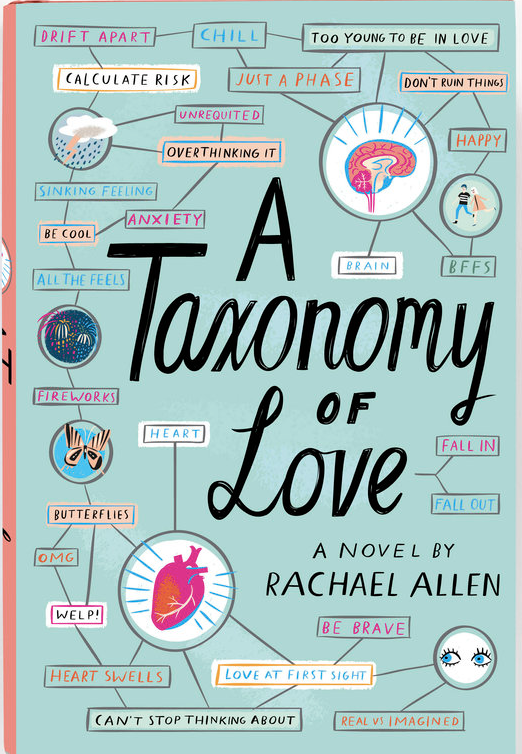 DRIFT APART
CHILL
TOO YOUNG TO BE IN LOVE
CALCULATE RISK
JUST A PHASE
DON'T RUIN THINGS
UNREQUITED
HAPPY
OVERTHINKING IT
SINKING FEELING
ANXIETY
BE COOL
A
BRAIN
BFFS
ALL THE FEELS
Taxonomy
OF
FIREWORKS
Love
HEART
FALL IN
FALL OUT
BUTTERFLIES
A NOVEL BY
OMG
RACHAEL ALLEN
WELP!
BE BRAVE
HEART SWELLS
LOVE AT FIRST SIGHT
CAN'T STOP THINKING ABOUT
REAL VS IMAGINED